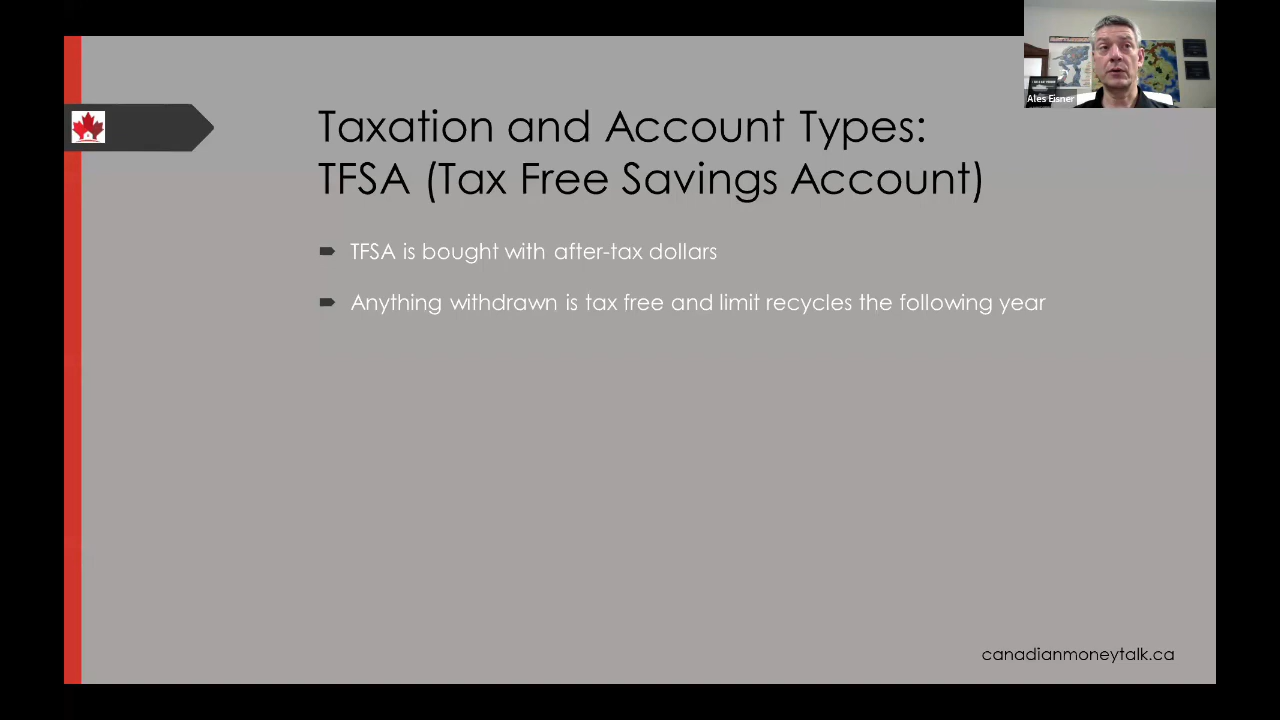 Taxation and Account Types:
TFSA (Tax Free Savings Account)
TFSA is bought with after-tax dollars
Anything withdrawn is tax free and limit recycles the following year
canadianmoneytalk.ca
Ales Eisner